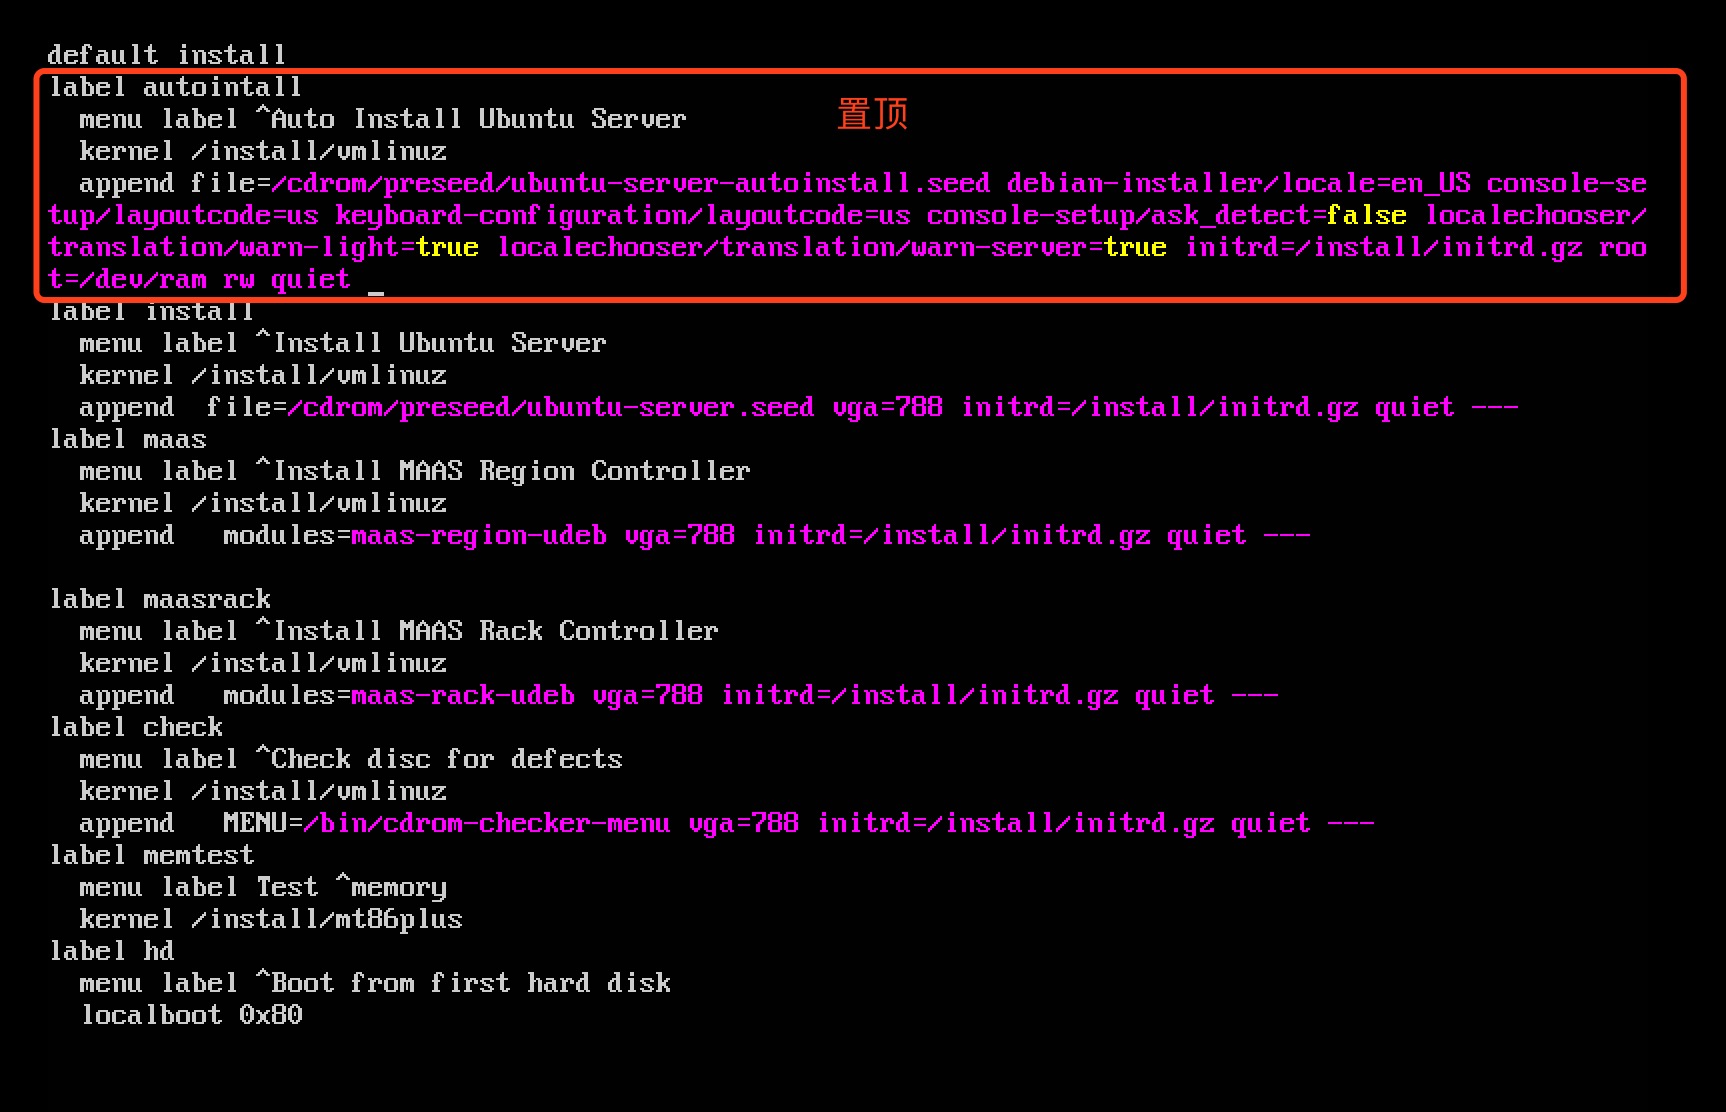 default install
label autointall
  menu label ^Auto Install Ubuntu Server
置顶
  kernel /install/vmlinuz
  append file=/cdrom/preseed/ubuntu-server-autoinstall.seed debian-installer/locale=en_US console-se
tup/layoutcode=us keyboard-configuration/layoutcode=us console-setup/ask_detect=false localechooser/
translation/warn-light=true localechooser/translation/warn-server=true initrd=/install/initrd.gz roo
t=/dev/ram rw quiet _
label install
  menu label ^Install Ubuntu Server
  kernel /install/vmlinuz
  append  file=/cdrom/preseed/ubuntu-server.seed vga=788 initrd=/install/initrd.gz quiet ---
label maas
  menu label ^Install MAAS Region Controller
  kernel /install/vmlinuz
  append   modules=maas-region-udeb vga=788 initrd=/install/initrd.gz quiet ---
label maasrack
  menu label ^Install MAAS Rack Controller
  kernel /install/vmlinuz
  append   modules=maas-rack-udeb vga=788 initrd=/install/initrd.gz quiet ---
label check
  menu label ^Check disc for defects
  kernel /install/vmlinuz
  append   MENU=/bin/cdrom-checker-menu vga=788 initrd=/install/initrd.gz quiet ---
label memtest
  menu label Test ^memory
  kernel /install/mt86plus
label hd
  menu label ^Boot from first hard disk
  localboot 0x80